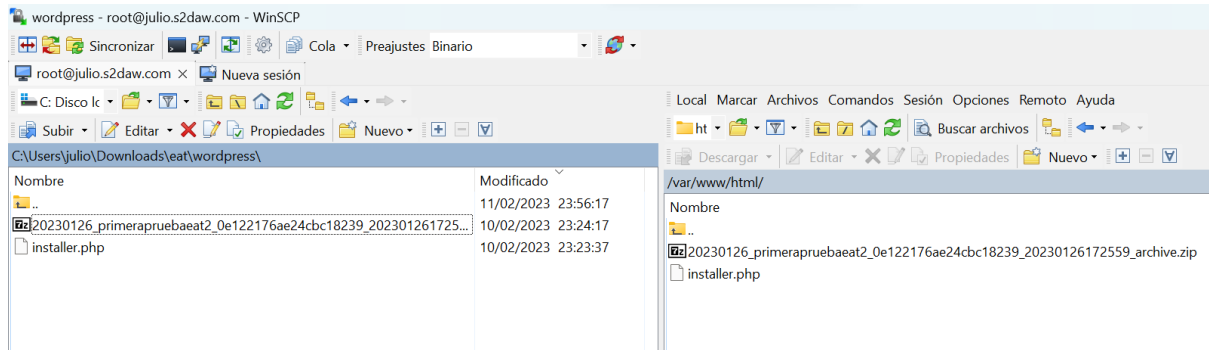 wordpress - root@julio.s2daw.com - WinSCP
Sincronizar Cola Preajustes Binario
root@julio.s2daw.com × Nueva sesión
C: Disco lc
Subir Editar Propiedades Nuevo
C:\Users\julio\Downloads\eat\wordpress\
Nombre Modificado
.. 11/02/2023 23:56:17
20230126_primerapruebaeat2_0e122176ae24cbc18239_202301261725... 10/02/2023 23:24:17
installer.php 10/02/2023 23:23:37
Local Marcar Archivos Comandos Sesión Opciones Remoto Ayuda
ht Buscar archivos
Descargar Editar Propiedades Nuevo
/var/www/html/
Nombre
..
20230126_primerapruebaeat2_0e122176ae24cbc18239_20230126172559_archive.zip
installer.php